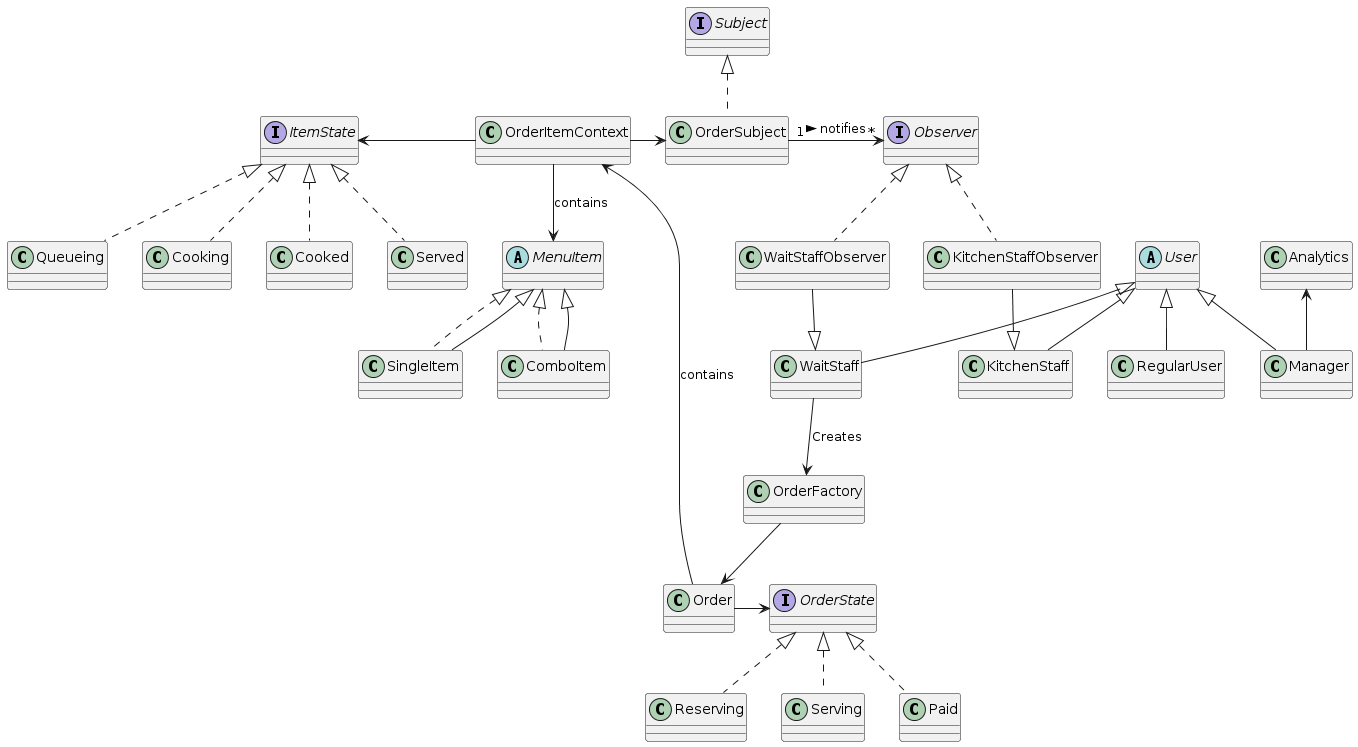 I Subject
I ItemState
C OrderItemContext
C OrderSubject
1 notifies *
I Observer
contains
C Queueing
C Cooking
C Cooked
C Served
A MenuItem
C WaitStaffObserver
C KitchenStaffObserver
A User
C Analytics
C SingleItem
C ComboItem
contains
C WaitStaff
C KitchenStaff
C RegularUser
C Manager
Creates
C OrderFactory
C Order
I OrderState
C Reserving
C Serving
C Paid